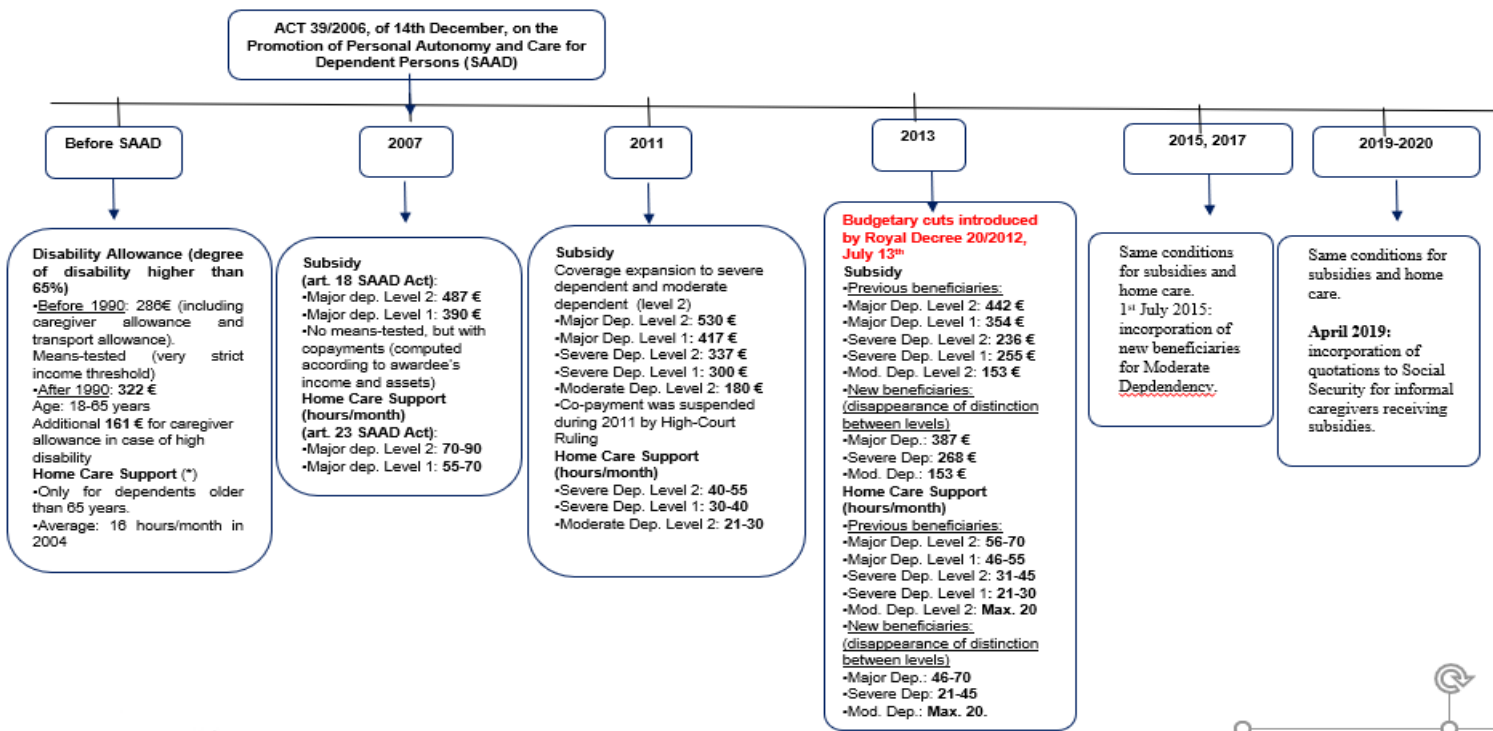 ACT 39/2006, of 14th December, on the
Promotion of Personal Autonomy and Care for
Dependent Persons (SAAD)
Before SAAD
2007
2011
2013
2015, 2017
2019-2020
Disability Allowance (degree
of disability higher than
65%)
•Before 1990: 286€ (including
caregiver allowance and
transport allowance).
Means-tested (very strict
income threshold)
•After 1990: 322 €
Age: 18-65 years
Additional 161 € for caregiver
allowance in case of high
disability
Home Care Support (*)
•Only for dependents older
than 65 years.
•Average: 16 hours/month in
2004
Subsidy
(art. 18 SAAD Act):
•Major dep. Level 2: 487 €
•Major dep. Level 1: 390 €
•No means-tested, but with
copayments (computed
according to awardee's
income and assets)
Home Care Support
(hours/month)
(art. 23 SAAD Act):
•Major dep. Level 2: 70-90
•Major dep. Level 1: 55-70
Subsidy
Coverage expansion to severe
dependent and moderate
dependent (level 2)
•Major Dep. Level 2: 530 €
•Major Dep. Level 1: 417 €
•Severe Dep. Level 2: 337 €
•Severe Dep. Level 1: 300 €
•Moderate Dep. Level 2: 180 €
•Co-payment was suspended
during 2011 by High-Court
Ruling
Home Care Support
(hours/month)
•Severe Dep. Level 2: 40-55
•Severe Dep. Level 1: 30-40
•Moderate Dep. Level 2: 21-30
Budgetary cuts introduced
by Royal Decree 20/2012,
July 13th
Subsidy
•Previous beneficiaries:
•Major Dep. Level 2: 442 €
•Major Dep. Level 1: 354 €
•Severe Dep. Level 2: 236 €
•Severe Dep. Level 1: 255 €
•Mod. Dep. Level 2: 153 €
•New beneficiaries:
(disappearance of distinction
between levels)
•Major Dep.: 387 €
•Severe Dep: 268 €
•Mod. Dep.: 153 €
Home Care Support
(hours/month)
•Previous beneficiaries:
•Major Dep. Level 2: 56-70
•Major Dep. Level 1: 46-55
•Severe Dep. Level 2: 31-45
•Severe Dep. Level 1: 21-30
•Mod. Dep. Level 2: Max. 20
•New beneficiaries:
(disappearance of distinction
between levels)
•Major Dep.: 46-70
•Severe Dep: 21-45
•Mod. Dep.: Max. 20.
Same conditions
for subsidies and
home care.
1st July 2015:
incorporation of
new beneficiaries
for Moderate
Depdendency.
Same conditions for
subsidies and home
care.
April 2019:
incorporation of
quotations to Social
Security for informal
caregivers receiving
subsidies.